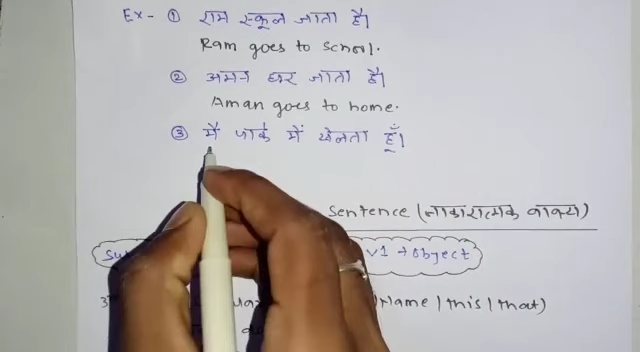 Ex- ① राम स्कूल जाता है।
Ram goes to school.
② अमन घर जाता है।
Aman goes to home.
③ मैं पार्क में खेलता हूँ।
Sentence (नाकारात्मक वाक्य)
V1 + Object
Name | this | that)